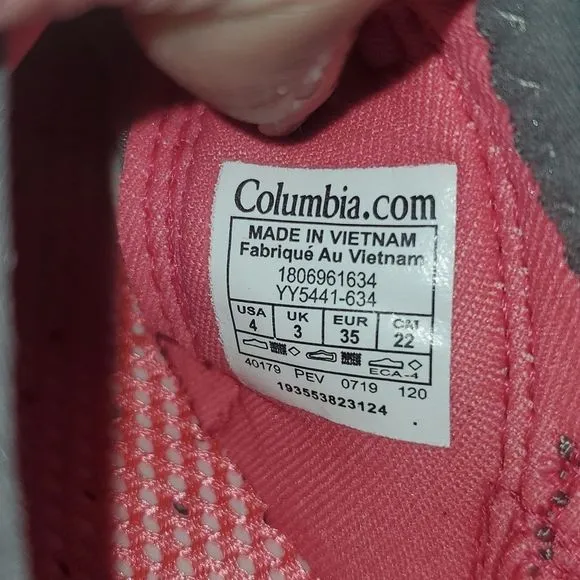 Columbia.com
MADE IN VIETNAM
Fabriqué Au Vietnam
1806961634
YY5441-634
USA UK EUR CM
4 3 35 22
ECA-4
40179 PEV 0719 120
193553823124